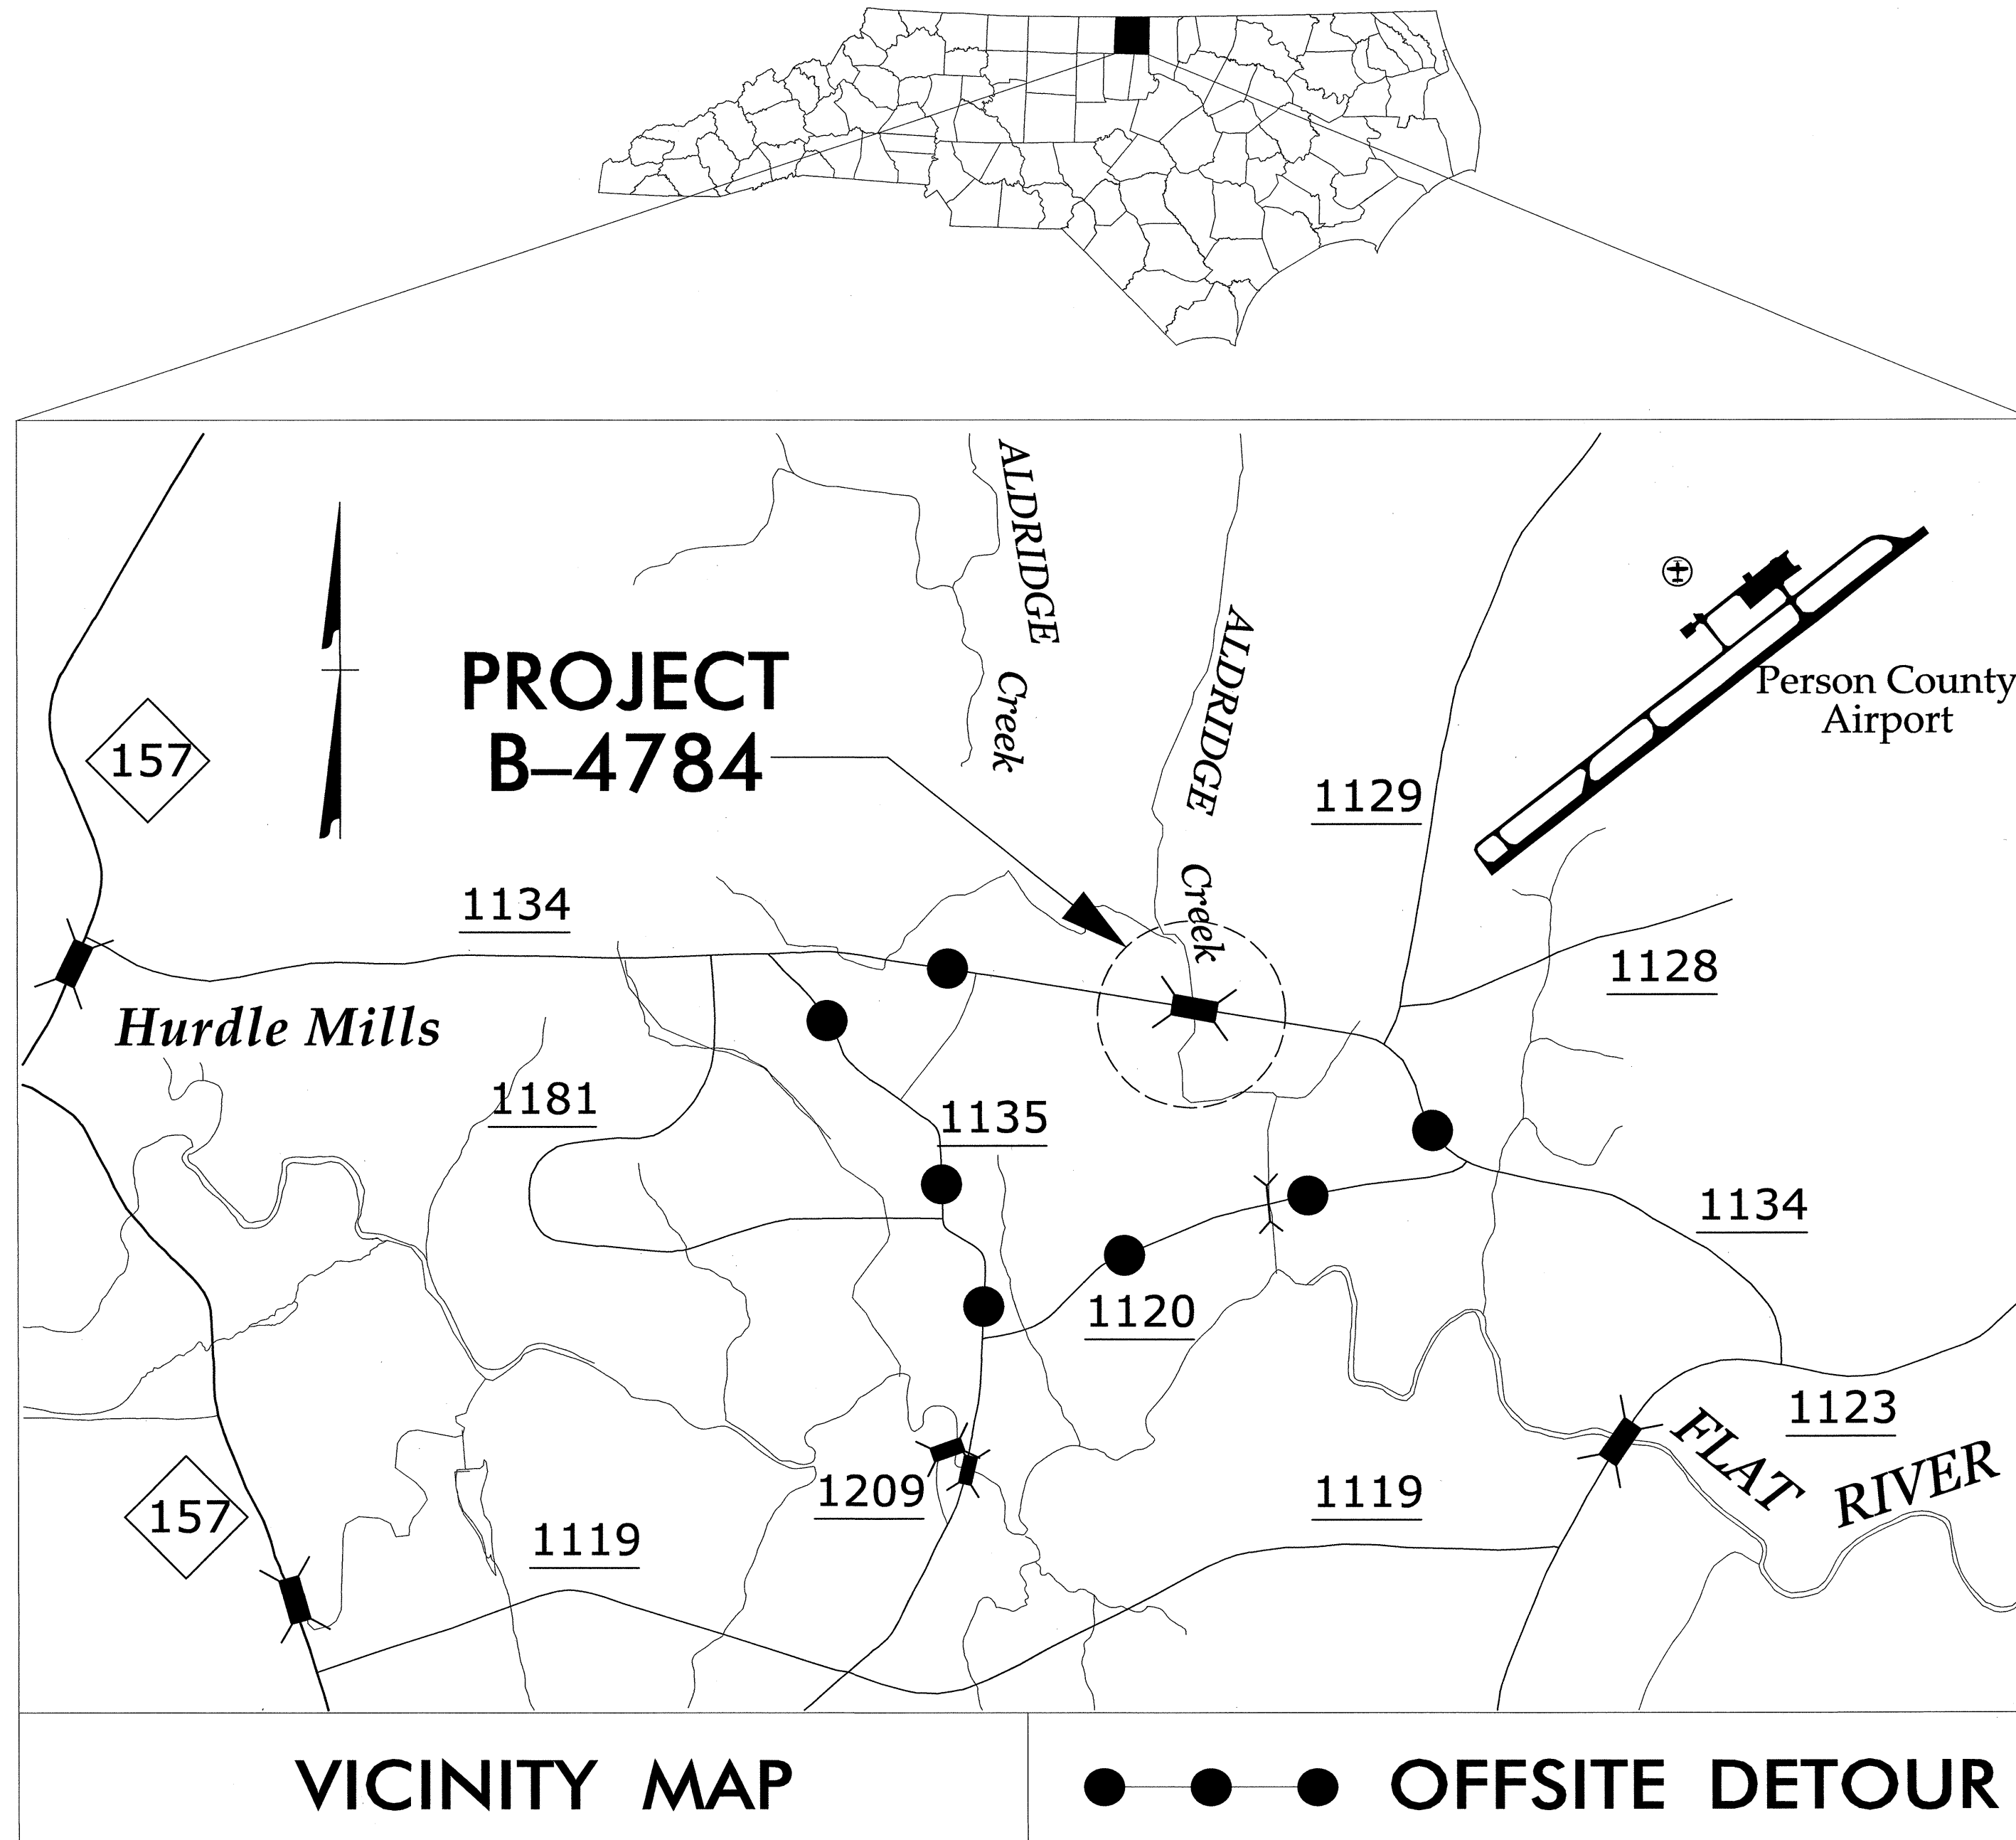 ALDRIDGE
Creek
ALDRIDGE
Creek
PROJECT
B–4784
157
Person County
Airport
1129
1134
1128
Hurdle Mills
1181
1135
1134
1120
1123
FLAT
RIVER
1209
1119
157
1119
VICINITY MAP
OFFSITE DETOUR